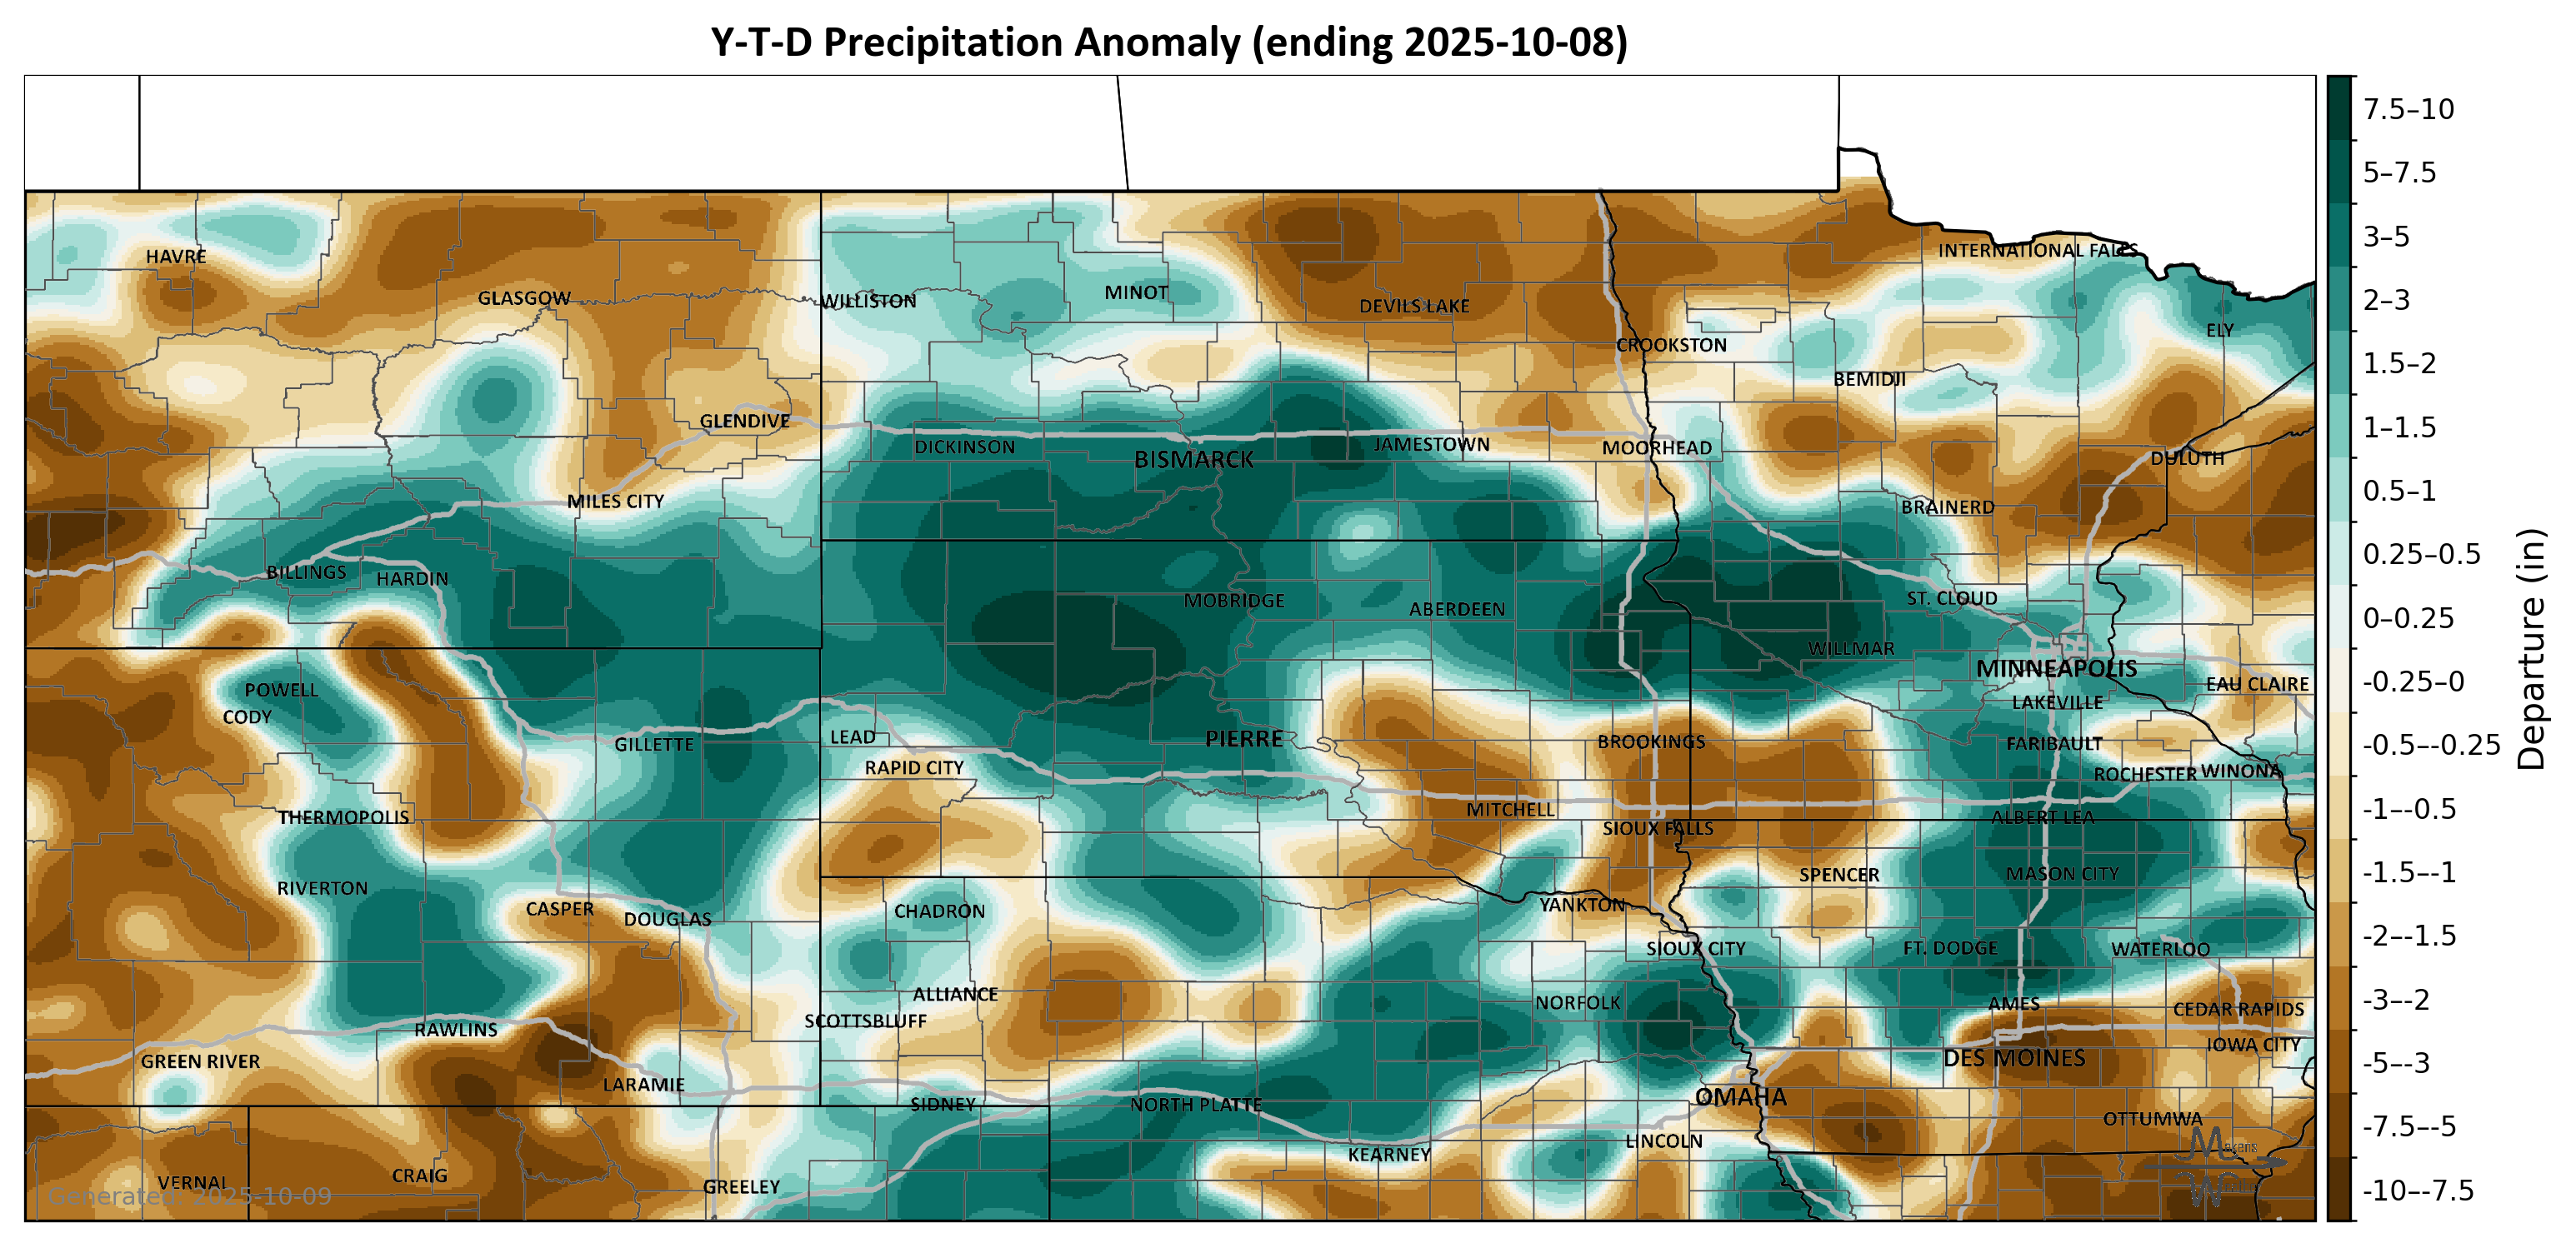 Y-T-D Precipitation Anomaly (ending 2025-10-08)
7.5–10
5–7.5
3–5
2–3
1.5–2
1–1.5
0.5–1
0.25–0.5
0–0.25
-0.25–0
-0.5–-0.25
-1–-0.5
-1.5–-1
-2–-1.5
-3–-2
-5–-3
-7.5–-5
-10–-7.5
Departure (in)
HAVRE
INTERNATIONAL FALLS
GLASGOW
WILLISTON
MINOT
DEVILS LAKE
ELY
CROOKSTON
BEMIDJI
GLENDIVE
DICKINSON
BISMARCK
JAMESTOWN
MOORHEAD
DULUTH
MILES CITY
BRAINERD
BILLINGS
HARDIN
MOBRIDGE
ABERDEEN
ST. CLOUD
WILLMAR
MINNEAPOLIS
POWELL
EAU CLAIRE
CODY
LAKEVILLE
GILLETTE
LEAD
PIERRE
BROOKINGS
FARIBAULT
RAPID CITY
ROCHESTER
WINONA
THERMOPOLIS
MITCHELL
SIOUX FALLS
ALBERT LEA
RIVERTON
SPENCER
MASON CITY
CASPER
DOUGLAS
CHADRON
YANKTON
SIOUX CITY
FT. DODGE
WATERLOO
ALLIANCE
NORFOLK
AMES
CEDAR RAPIDS
SCOTTSBLUFF
RAWLINS
GREEN RIVER
DES MOINES
IOWA CITY
LARAMIE
SIDNEY
NORTH PLATTE
OMAHA
OTTUMWA
KEARNEY
LINCOLN
VERNAL
CRAIG
GREELEY
Generated: 2025-10-09